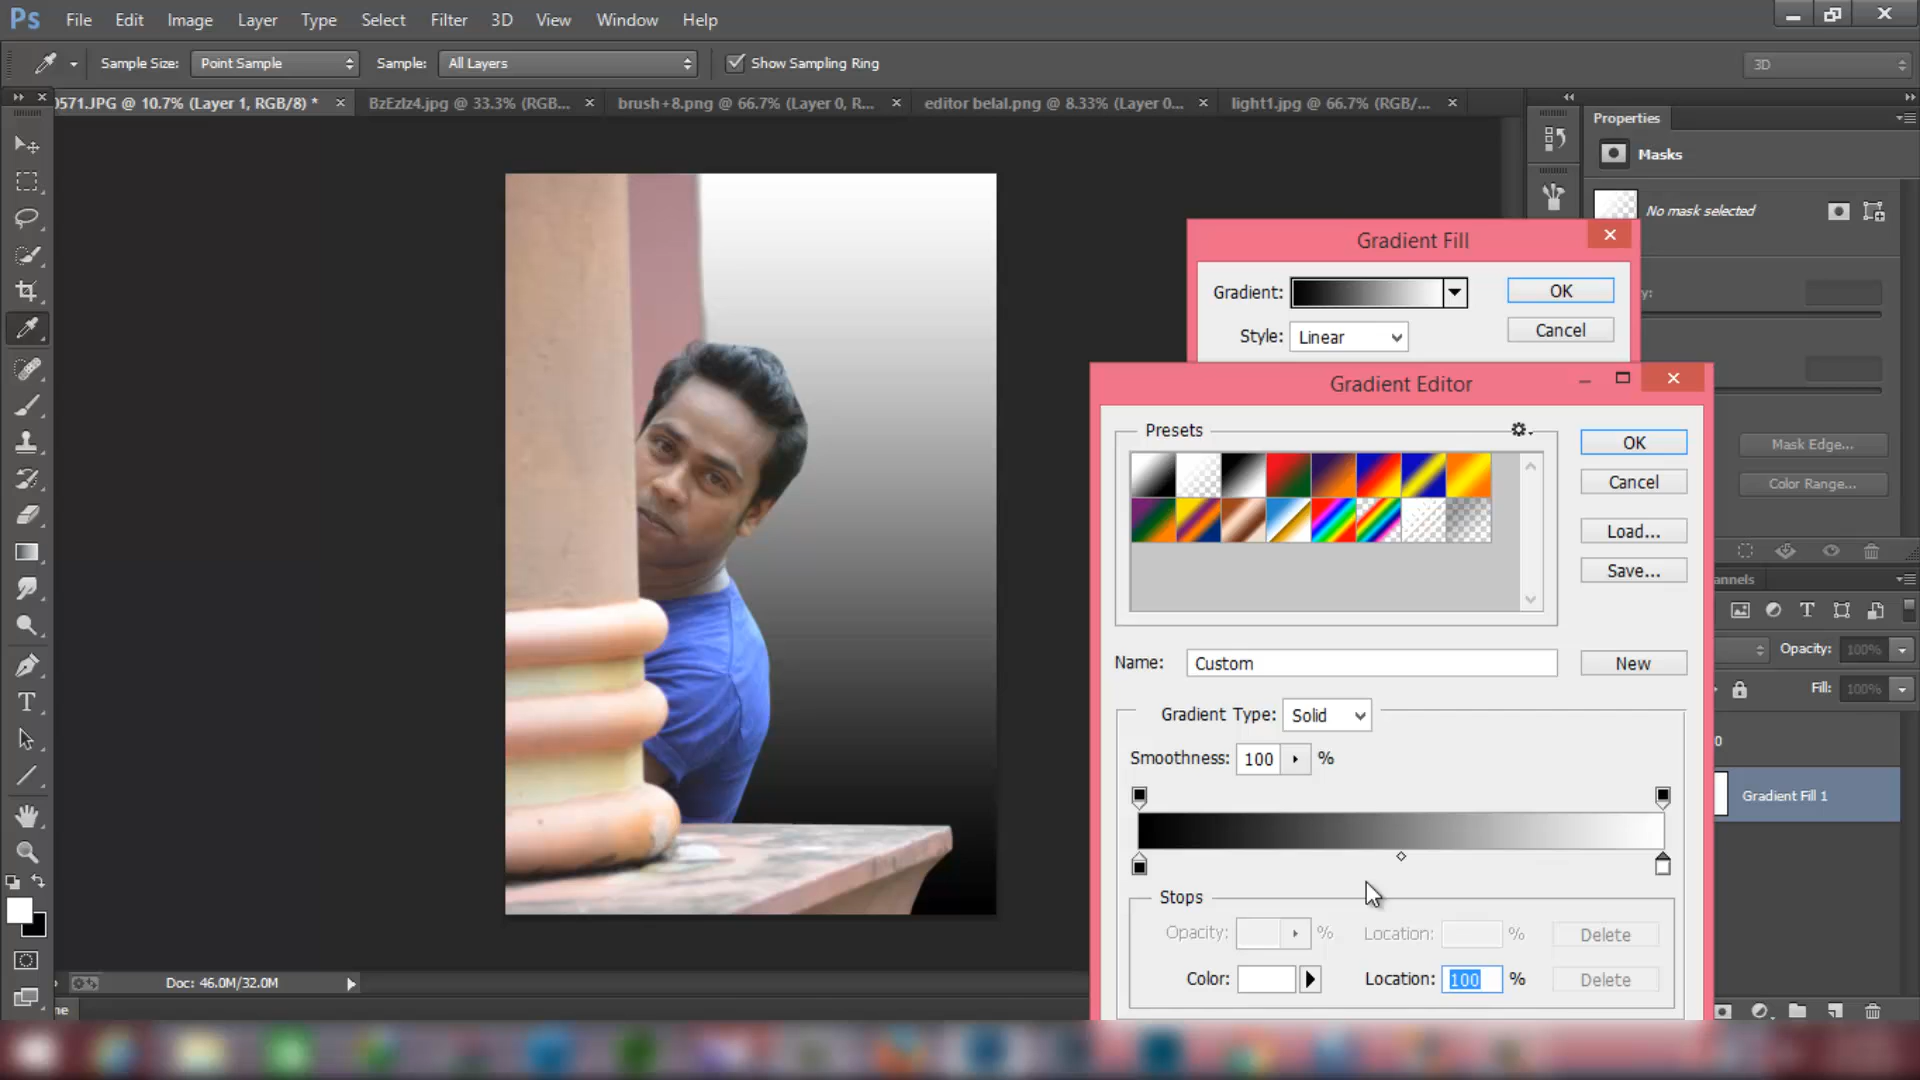 Ps File Edit Image Layer Type Select Filter 3D View Window Help
Sample Size: Point Sample Sample: All Layers Show Sampling Ring 3D
0571.JPG @ 10.7% (Layer 1, RGB/8) * BzEzIz4.jpg @ 33.3% (RGB... brush+8.png @ 66.7% (Layer 0, R... editor belal.png @ 8.33% (Layer 0... light1.jpg @ 66.7% (RGB/...
Properties
Masks
No mask selected
Gradient Fill
Gradient: OK
Style: Linear Cancel
Gradient Editor
Presets
OK
Cancel
Load...
Save...
Mask Edge...
Color Range...
Name: Custom New
Gradient Type: Solid
Smoothness: 100 %
Opacity: 100%
Fill: 100%
Gradient Fill 1
Stops
Opacity: % Location: % Delete
Color: Location: 100 % Delete
Doc: 46.0M/32.0M